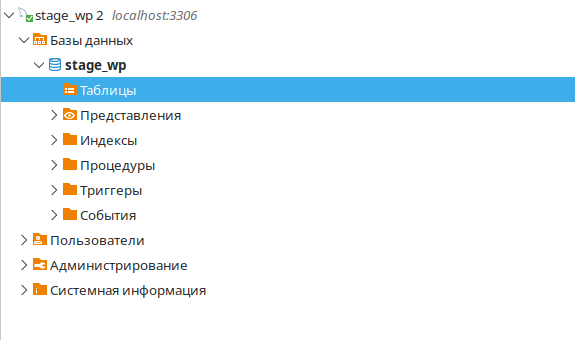 stage_wp 2 localhost:3306
Базы данных
stage_wp
Таблицы
Представления
Индексы
Процедуры
Триггеры
События
Пользователи
Администрирование
Системная информация